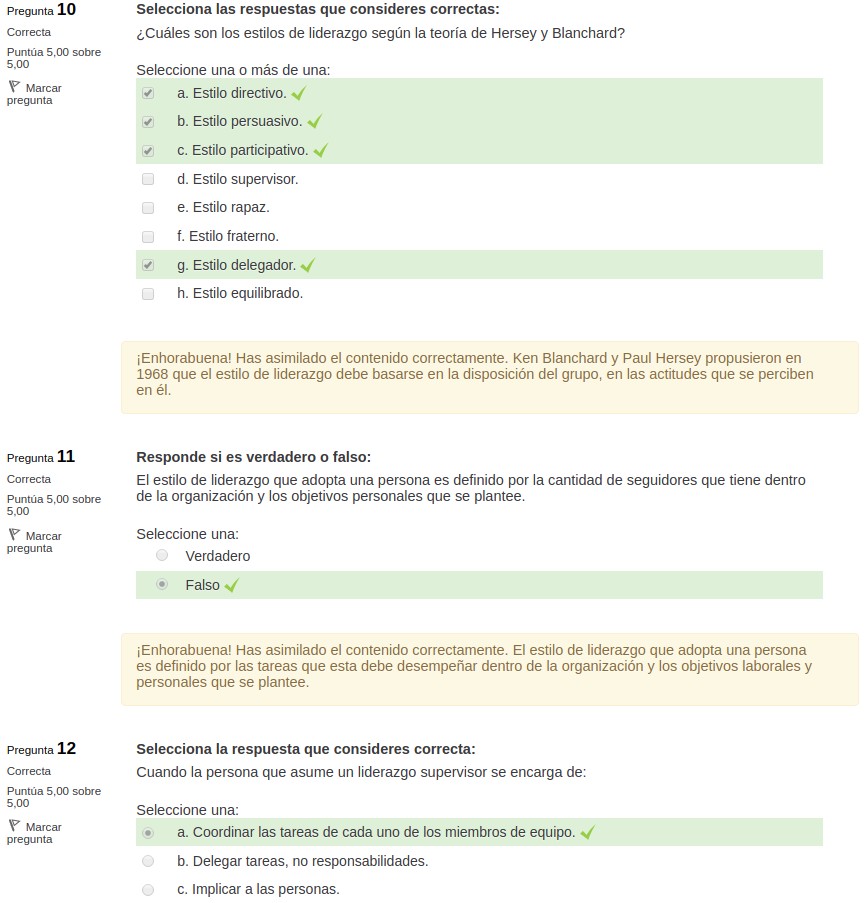 Pregunta 10
Correcta
Puntúa 5,00 sobre
5,00
Marcar
pregunta
Selecciona las respuestas que consideres correctas:
¿Cuáles son los estilos de liderazgo según la teoría de Hersey y Blanchard?
Seleccione una o más de una:
a. Estilo directivo.
b. Estilo persuasivo.
c. Estilo participativo.
d. Estilo supervisor.
e. Estilo rapaz.
f. Estilo fraterno.
g. Estilo delegador.
h. Estilo equilibrado.
¡Enhorabuena! Has asimilado el contenido correctamente. Ken Blanchard y Paul Hersey propusieron en
1968 que el estilo de liderazgo debe basarse en la disposición del grupo, en las actitudes que se perciben
en él.
Pregunta 11
Correcta
Puntúa 5,00 sobre
5,00
Marcar
pregunta
Responde si es verdadero o falso:
El estilo de liderazgo que adopta una persona es definido por la cantidad de seguidores que tiene dentro
de la organización y los objetivos personales que se plantee.
Seleccione una:
Verdadero
Falso
¡Enhorabuena! Has asimilado el contenido correctamente. El estilo de liderazgo que adopta una persona
es definido por las tareas que esta debe desempeñar dentro de la organización y los objetivos laborales y
personales que se plantee.
Pregunta 12
Correcta
Puntúa 5,00 sobre
5,00
Marcar
pregunta
Selecciona la respuesta que consideres correcta:
Cuando la persona que asume un liderazgo supervisor se encarga de:
Seleccione una:
a. Coordinar las tareas de cada uno de los miembros de equipo.
b. Delegar tareas, no responsabilidades.
c. Implicar a las personas.